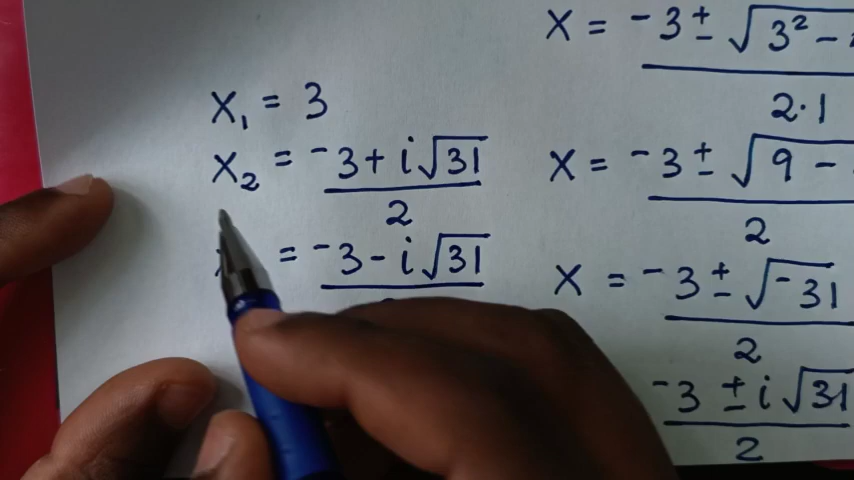 x₁ = 3
x₂ = ⁻3 + i√31
2
= ⁻3 - i√31
x = ⁻3 ± √3² -
2·1
x = ⁻3 ± √9 -
2
x = ⁻3 ± √⁻31
2
⁻3 ± i√31
2